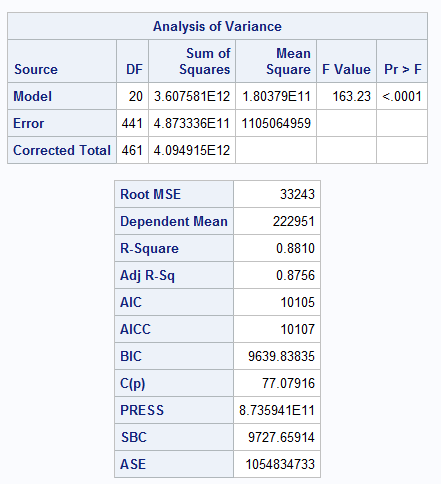 Analysis of Variance
Source DF Sum of Squares Mean Square F Value Pr > F
Model 20 3.607581E12 1.80379E11 163.23 <.0001
Error 441 4.873336E11 1105064959
Corrected Total 461 4.094915E12
Root MSE 33243
Dependent Mean 222951
R-Square 0.8810
Adj R-Sq 0.8756
AIC 10105
AICC 10107
BIC 9639.83835
C(p) 77.07916
PRESS 8.735941E11
SBC 9727.65914
ASE 1054834733